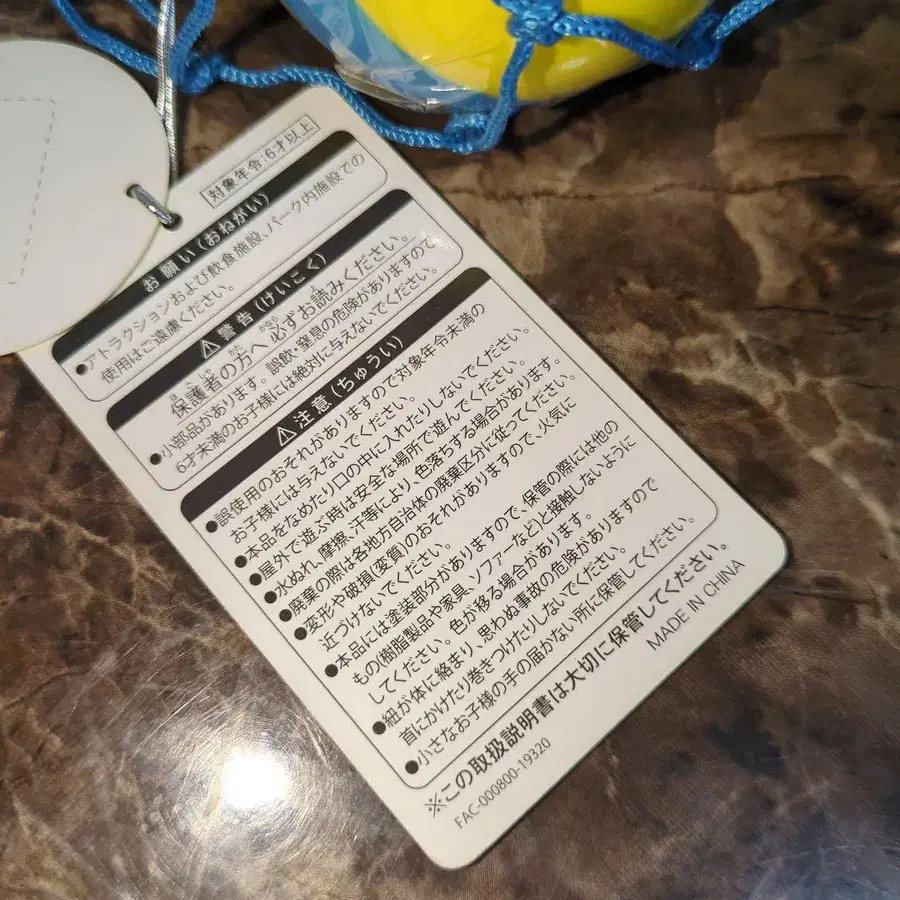 対象年令：6才以上
お願い(おねがい)
●アトラクションおよび飲食施設、パーク内施設での
使用はご遠慮ください。
⚠警告(けいこく)
保護者の方へ 必ずお読みください。
●小部品があります。誤飲・窒息の危険がありますので
6才未満のお子様には絶対に与えないでください。
⚠注意(ちゅうい)
●誤使用のおそれがありますので対象年令未満の
お子様には与えないでください。
●本品をなめたり口の中に入れたりしないでください。
●屋外で遊ぶ時は安全な場所で遊んでください。
●水ぬれ、摩擦、汗等により、色落ちする場合があります。
●廃棄の際は各地方自治体の廃棄区分に従ってください。
●変形や破損(変質)のおそれがありますので、火気に
近づけないでください。
●本品には塗装部分がありますので、保管の際には他の
もの(樹脂製品や家具、ソファーなど)と接触しないように
してください。色が移る場合があります。
●紐が体に絡まり、思わぬ事故の危険がありますので
首にかけたり巻きつけたりしないでください。
●小さなお子様の手の届かない所に保管してください。
※この取扱説明書は大切に保管してください。
FAC-000800-19320
MADE IN CHINA